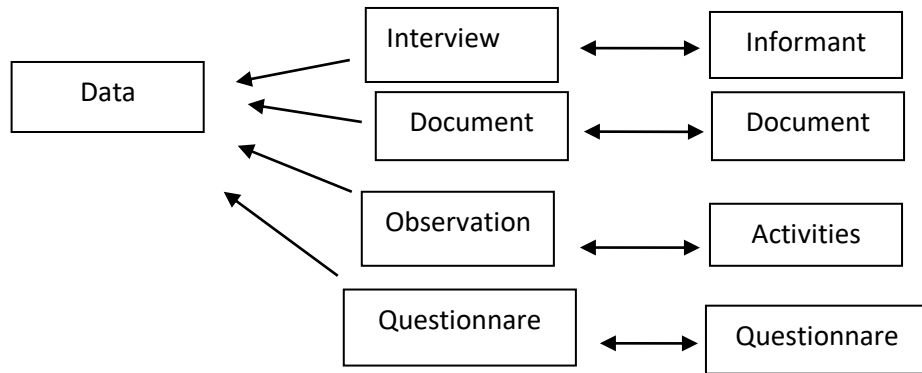 Interview
Informant
Data
Document
Document
Observation
Activities
Questionnare
Questionnare